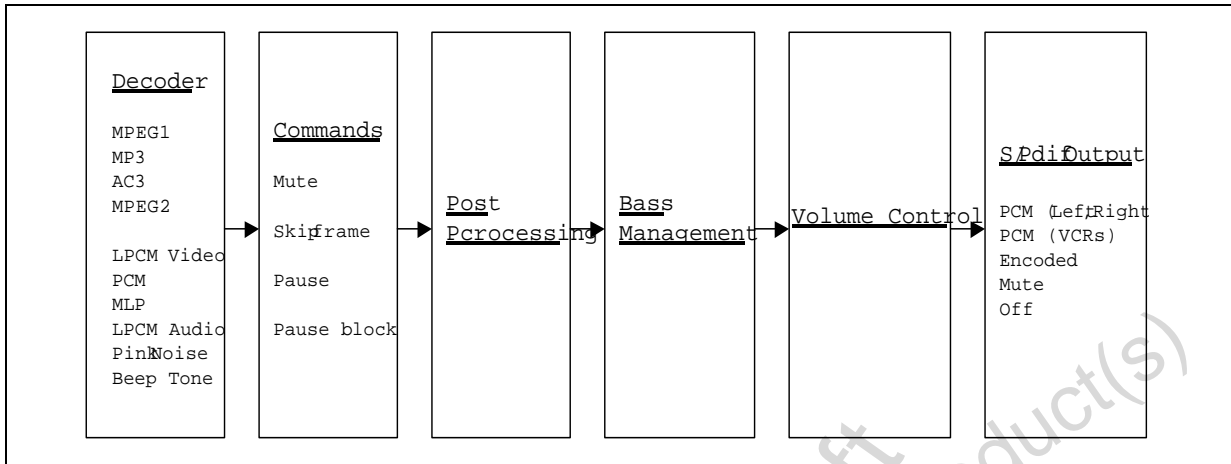 Decoder
MPEG1
MP3
AC3
MPEG2
LPCM Video
PCM
MLP
LPCM Audio
PinkNoise
Beep Tone
Commands
Mute
Skipframe
Pause
Pause block
Post
Pcrocessing
Bass
Management
Volume Control
S/PdifOutput
PCM (Left,Right
PCM (VCRs)
Encoded
Mute
Off
duct(s)